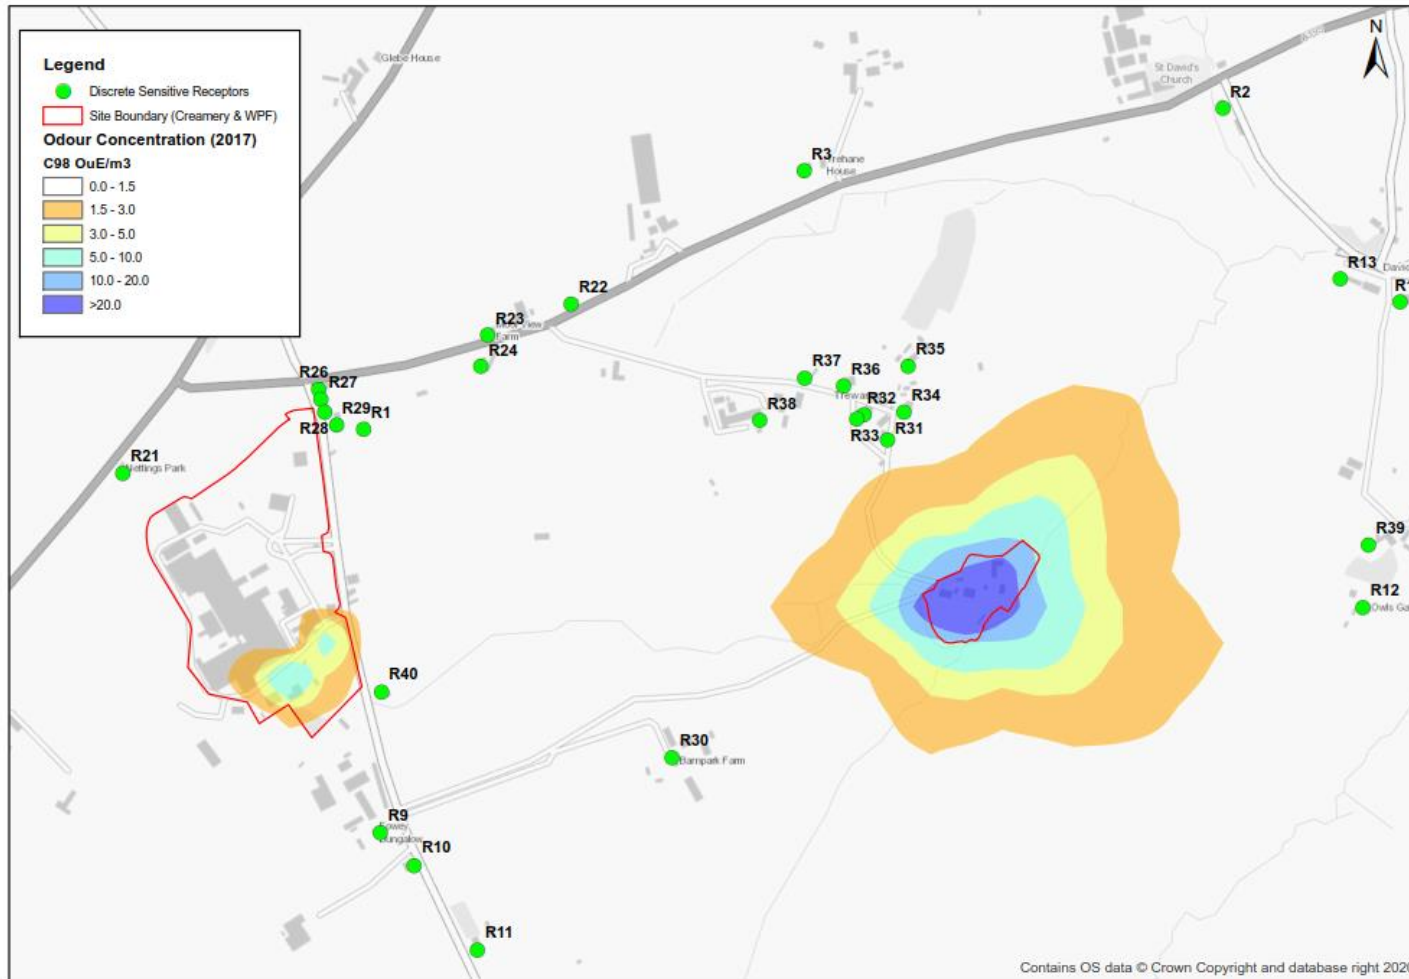 Legend
Discrete Sensitive Receptors
Site Boundary (Creamery & WPF)
Odour Concentration (2017)
C98 OuE/m3
0.0 - 1.5
1.5 - 3.0
3.0 - 5.0
5.0 - 10.0
10.0 - 20.0
>20.0
N
Glebe House
St David's
Church
R2
R3
Trehane
House
R13
R22
R23
Farm
R24
R26
R27
R28
R29
R1
R21
Nettings Park
R37
R36
R35
R38
R32
R34
R33
R31
R39
R12
R40
R30
Barnpark Farm
R9
Fowey
Bungalow
R10
R11
Contains OS data © Crown Copyright and database right 2020